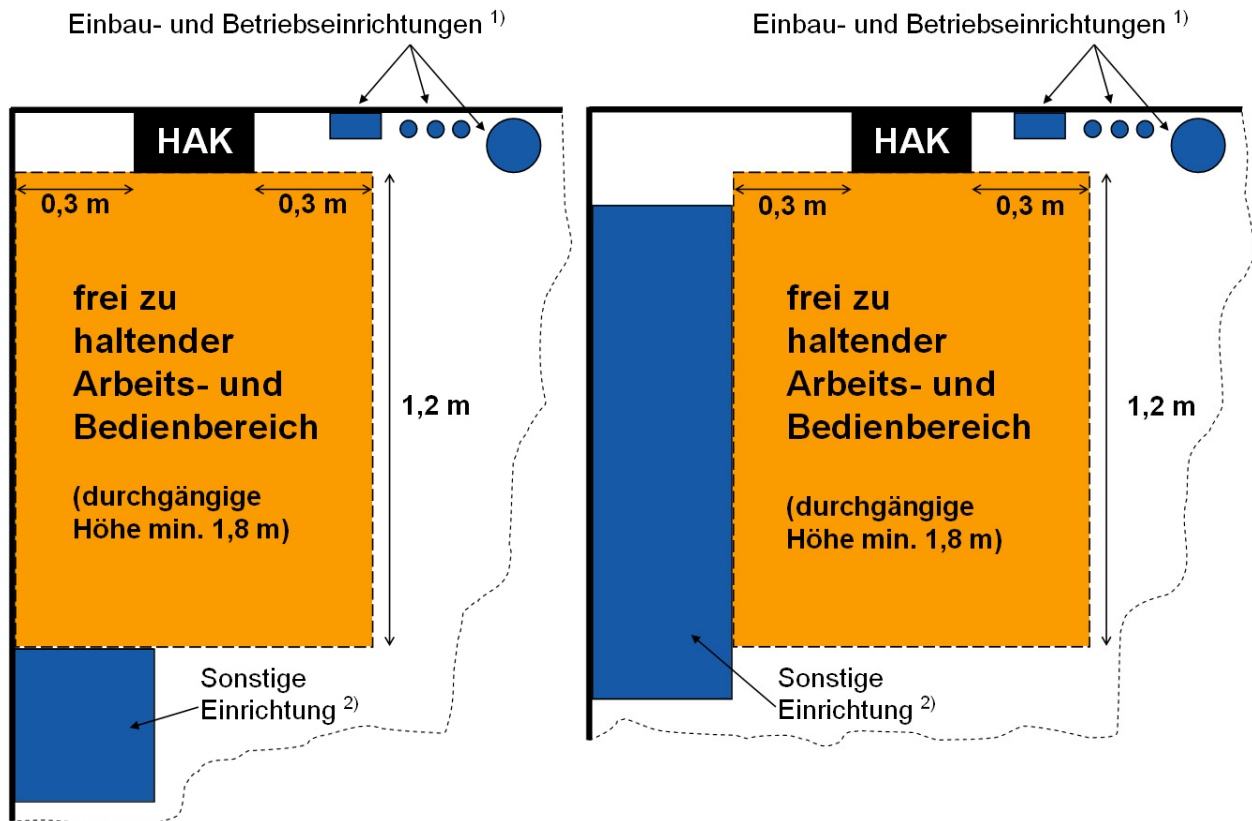 Einbau- und Betriebseinrichtungen 1)
HAK
0,3 m
0,3 m
frei zu
haltender
Arbeits- und
Bedienbereich
(durchgängige
Höhe min. 1,8 m)
1,2 m
Sonstige
Einrichtung 2)
Einbau- und Betriebseinrichtungen 1)
HAK
0,3 m
0,3 m
frei zu
haltender
Arbeits- und
Bedienbereich
(durchgängige
Höhe min. 1,8 m)
1,2 m
Sonstige
Einrichtung 2)